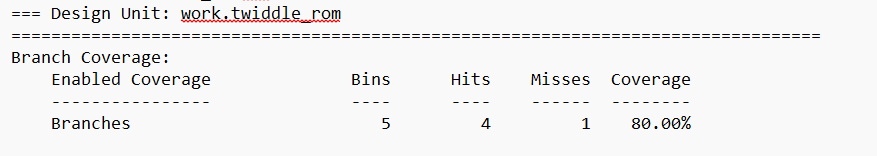 === Design Unit: work.twiddle_rom
=================================================================================
Branch Coverage:
    Enabled Coverage              Bins      Hits    Misses  Coverage
    ----------------              ----      ----    ------  --------
    Branches                         5         4         1    80.00%